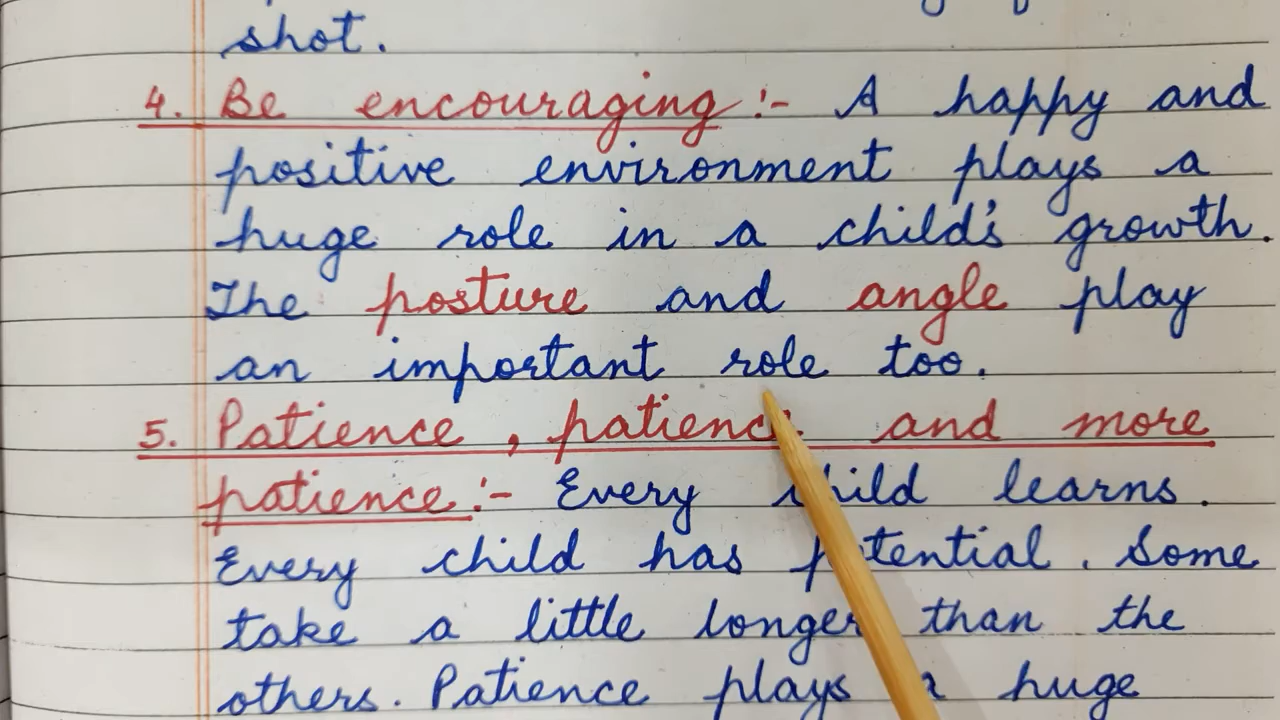 shot.
4. Be encouraging :- A happy and
positive environment plays a
huge role in a child's growth.
The posture and angle play
an important role too.
5. Patience, patience and more
patience :- Every child learns.
Every child has potential. Some
take a little longer than the
others. Patience plays a huge